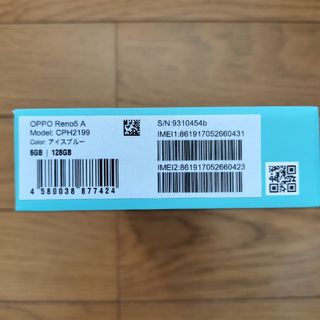 OPPO Reno5 A
Model: CPH2199
Color: アイスブルー
6GB | 128GB
4 580038 877424
S/N:9310454b
IMEI1:861917052660431
IMEI2:861917052660423